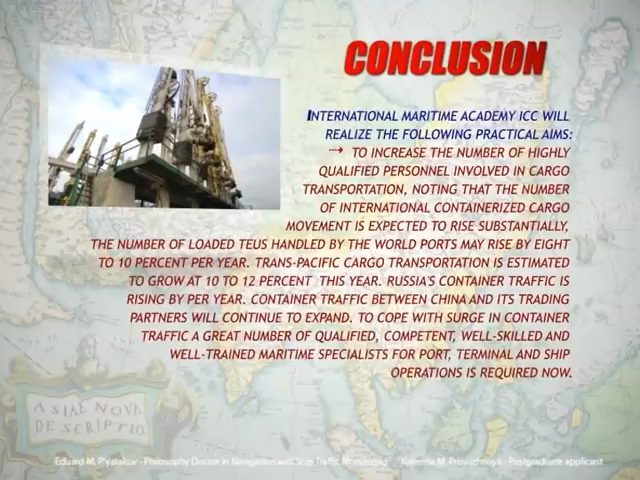 CONCLUSION
INTERNATIONAL MARITIME ACADEMY ICC WILL
REALIZE THE FOLLOWING PRACTICAL AIMS:
⇢ TO INCREASE THE NUMBER OF HIGHLY
QUALIFIED PERSONNEL INVOLVED IN CARGO
TRANSPORTATION, NOTING THAT THE NUMBER
OF INTERNATIONAL CONTAINERIZED CARGO
MOVEMENT IS EXPECTED TO RISE SUBSTANTIALLY,
THE NUMBER OF LOADED TEUS HANDLED BY THE WORLD PORTS MAY RISE BY EIGHT
TO 10 PERCENT PER YEAR. TRANS-PACIFIC CARGO TRANSPORTATION IS ESTIMATED
TO GROW AT 10 TO 12 PERCENT THIS YEAR. RUSSIA'S CONTAINER TRAFFIC IS
RISING BY PER YEAR. CONTAINER TRAFFIC BETWEEN CHINA AND ITS TRADING
PARTNERS WILL CONTINUE TO EXPAND. TO COPE WITH SURGE IN CONTAINER
TRAFFIC A GREAT NUMBER OF QUALIFIED, COMPETENT, WELL-SKILLED AND
WELL-TRAINED MARITIME SPECIALISTS FOR PORT, TERMINAL AND SHIP
OPERATIONS IS REQUIRED NOW.
ASIAE NOVA
DESCRIPTIO
Eduard M. - Philosophy Doctor in Navigation and Ship Traffic Katerina M. - Postgraduate applicant